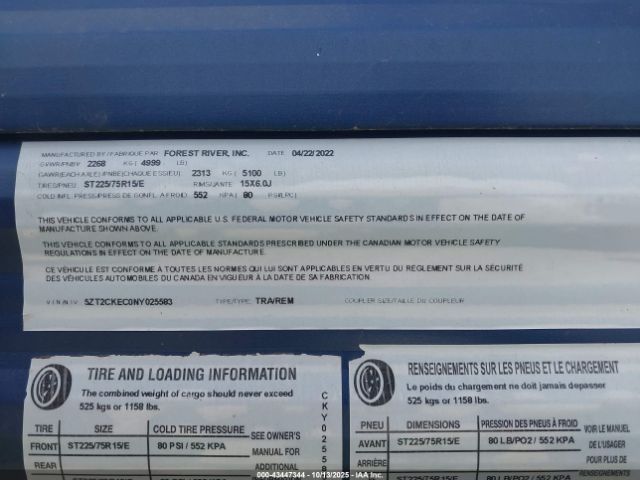 MANUFACTURED BY / FABRIQUE PAR FOREST RIVER, INC. DATE 04/22/2022
GVWR/PNBV 2268 KG ( 4999 LB)
GAWR(EACH AXLE)/PNBE(CHAQUE ESSIEU) 2313 KG ( 5100 LB)
TIRES/PNEU ST225/75R15/E RIMS/JANTE 15X6.0J
COLD INFL. PRESS/PRESS DE GONFL. A FROID 552 KPA ( 80 PSI/LRC)
THIS VEHICLE CONFORMS TO ALL APPLICABLE U.S. FEDERAL MOTOR VEHICLE SAFETY STANDARDS IN EFFECT ON THE DATE OF
MANUFACTURE SHOWN ABOVE.
THIS VEHICLE CONFORMS TO ALL APPLICABLE STANDARDS PRESCRIBED UNDER THE CANADIAN MOTOR VEHICLE SAFETY
REGULATIONS IN EFFECT ON THE DATE OF MANUFACTURE.
CE VÉHICULE EST CONFORME À TOUTES LES NORMES QUI LUI SONT APPLICABLES EN VERTU DU REGLEMENT SUR LA SÉCURITÉ
DES VÉHICULES AUTOMOBILES DU CANADA EN VIGUEUR A LA DATE DE SA FABRICATION.
V.I.N./N.I.V. 5ZT2CKEC0NY025583 TYPE/TYPE: TRA/REM COUPLER SIZE/TAILLE DU COUPLEUR
TIRE AND LOADING INFORMATION
The combined weight of cargo should never exceed
525 kgs or 1158 lbs.
TIRE SIZE COLD TIRE PRESSURE SEE OWNER'S
FRONT ST225/75R15/E 80 PSI / 552 KPA MANUAL FOR
REAR ADDITIONAL
CKY02558
RENSEIGNEMENTS SUR LES PNEUS ET LE CHARGEMENT
Le poids du chargement ne doit jamais depasser
525 kgs or 1158 lbs.
PNEU DIMENSIONS PRESSION DES PNEUS À FROID VOIR LE MANUEL
AVANT ST225/75R15/E 80 LB/PO2 / 552 KPA DE L'USAGER
ARRIÈRE POUR PLUS DE
RENSEIGNEMENTS
© 000-43447344 - 10/13/2025 - IAA Inc.